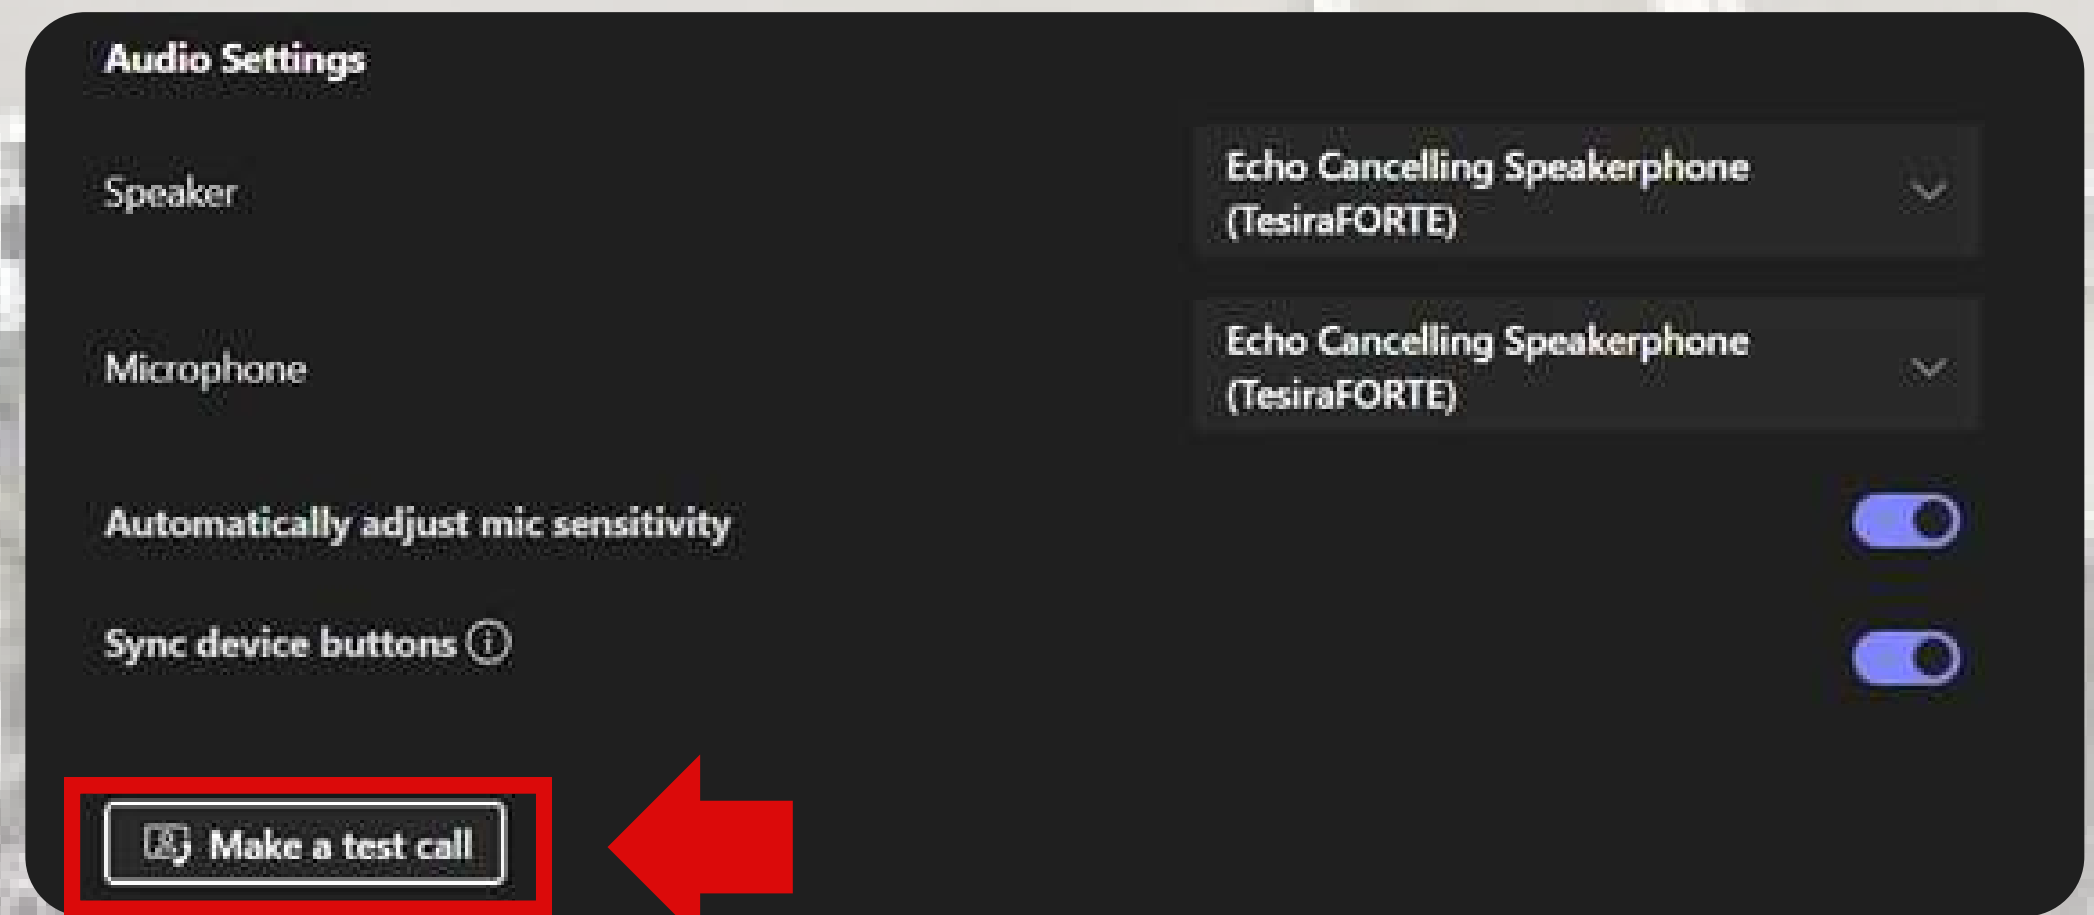 Audio Settings
Speaker
Echo Cancelling Speakerphone
(TesiraFORTE)
Microphone
Echo Cancelling Speakerphone
(TesiraFORTE)
Automatically adjust mic sensitivity
Sync device buttons
Make a test call